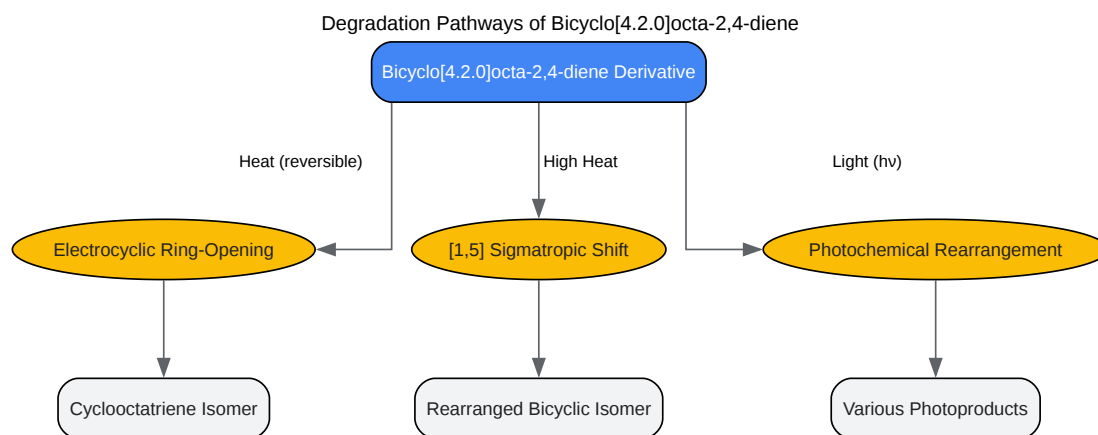 Degradation Pathways of Bicyclo[4.2.0]octa-2,4-diene
Bicyclo[4.2.0]octa-2,4-diene Derivative
Heat (reversible)
High Heat
Light (hν)
Electrocyclic Ring-Opening
[1,5] Sigmatropic Shift
Photochemical Rearrangement
Cyclooctatriene Isomer
Rearranged Bicyclic Isomer
Various Photoproducts